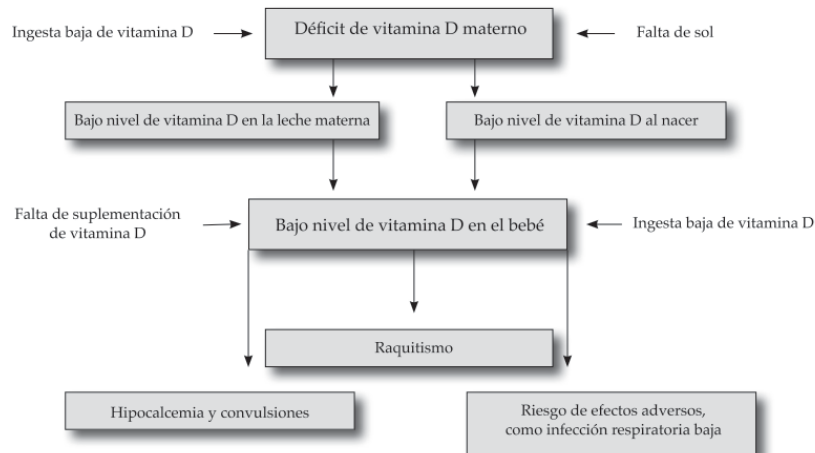 Ingesta baja de vitamina D
Déficit de vitamina D materno
Falta de sol
Bajo nivel de vitamina D en la leche materna
Bajo nivel de vitamina D al nacer
Falta de suplementación
de vitamina D
Bajo nivel de vitamina D en el bebé
Ingesta baja de vitamina D
Raquitismo
Hipocalcemia y convulsiones
Riesgo de efectos adversos,
como infección respiratoria baja